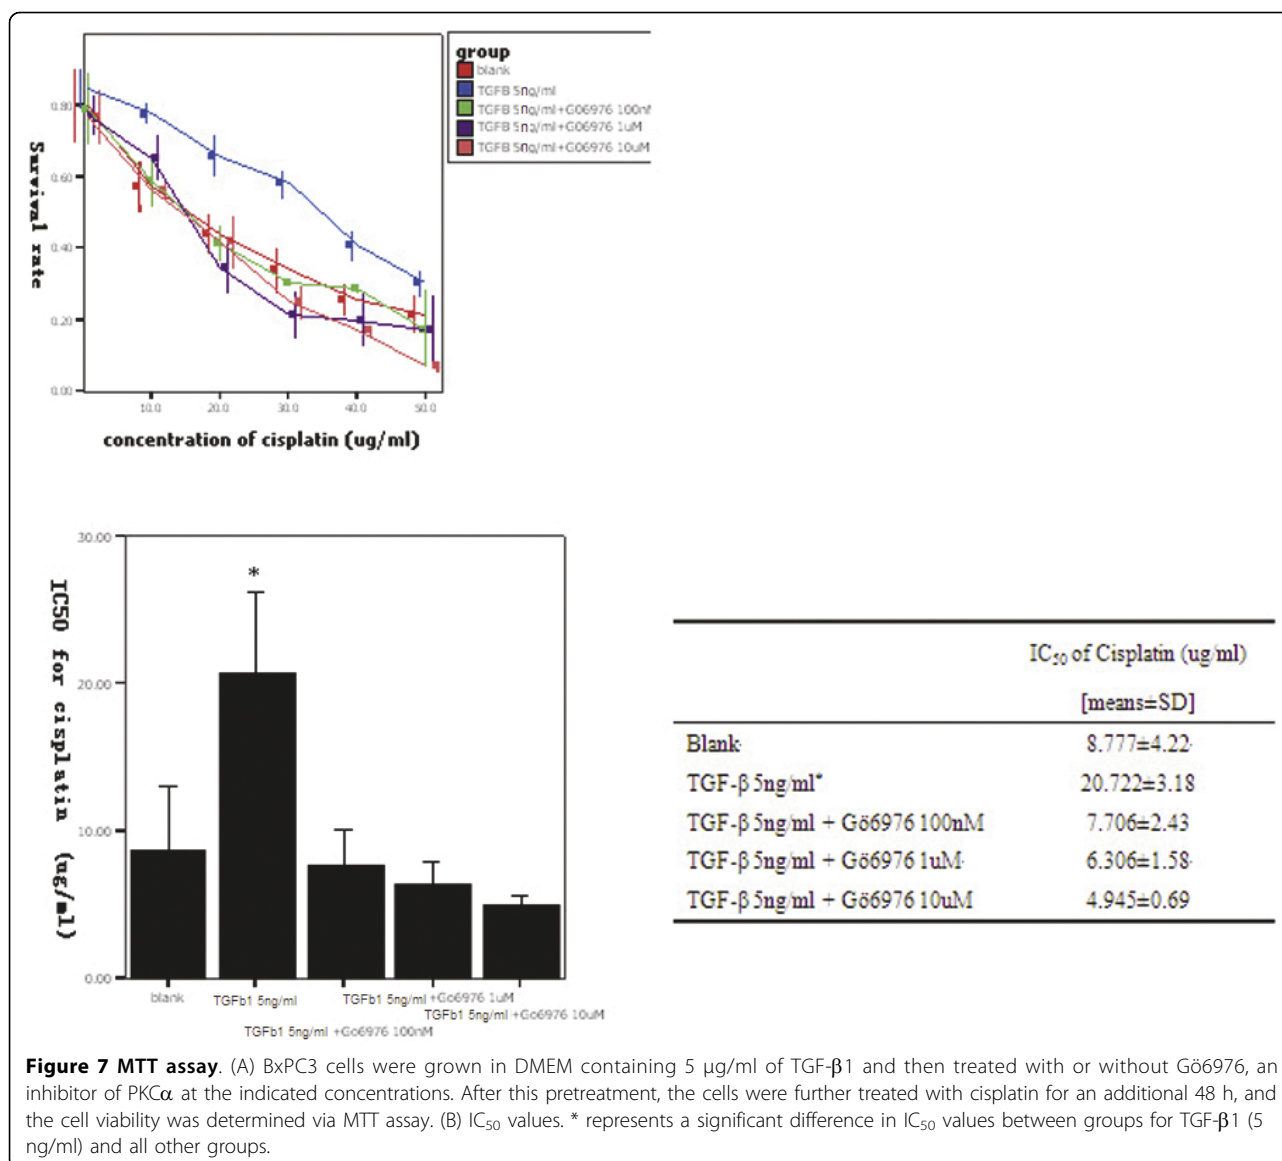 group
blank
TGFB 5ng/ml
TGFB 5ng/ml+G06976 100nM
TGFB 5ng/ml+G06976 1uM
TGFB 5ng/ml+G06976 10uM
Survival rate
0.80
0.60
0.40
0.20
0.00
10.0 20.0 30.0 40.0 50.0
concentration of cisplatin (ug/ml)
IC50 for cisplatin (ug/ml)
30.00
20.00
10.00
0.00
*
blank
TGFb1 5ng/ml
TGFb1 5ng/ml +Go6976 100nM
TGFb1 5ng/ml +Go6976 1uM
TGFb1 5ng/ml +Go6976 10uM
IC50 of Cisplatin (ug/ml)
[means±SD]
Blank 8.777±4.22
TGF-β 5ng/ml* 20.722±3.18
TGF-β 5ng/ml + Gö6976 100nM 7.706±2.43
TGF-β 5ng/ml + Gö6976 1uM 6.306±1.58
TGF-β 5ng/ml + Gö6976 10uM 4.945±0.69
Figure 7 MTT assay. (A) BxPC3 cells were grown in DMEM containing 5 μg/ml of TGF-β1 and then treated with or without Gö6976, an
inhibitor of PKCα at the indicated concentrations. After this pretreatment, the cells were further treated with cisplatin for an additional 48 h, and
the cell viability was determined via MTT assay. (B) IC50 values. * represents a significant difference in IC50 values between groups for TGF-β1 (5
ng/ml) and all other groups.